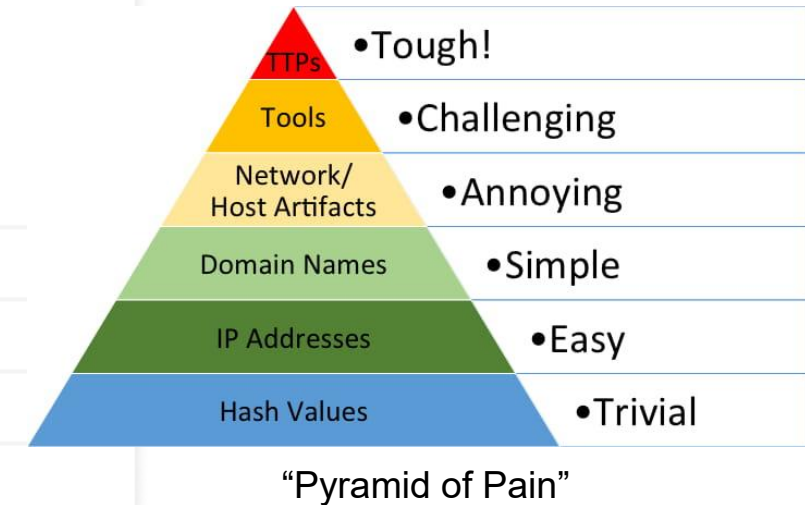 TTPs
•Tough!
Tools
•Challenging
Network/
Host Artifacts
•Annoying
Domain Names
•Simple
IP Addresses
•Easy
Hash Values
•Trivial
“Pyramid of Pain”